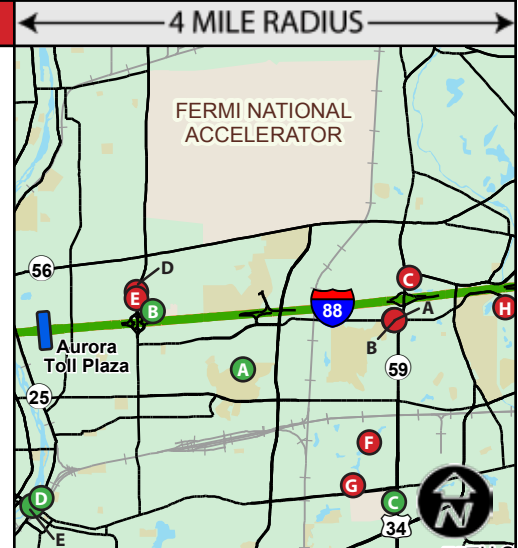 4 MILE RADIUS
FERMI NATIONAL
ACCELERATOR
56
D
E
B
C
A
88
H
B
Aurora
Toll Plaza
A
59
25
F
G
D
C
E
34
N